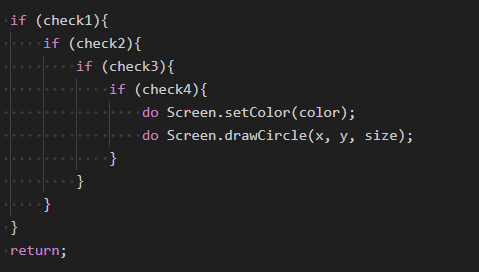 if (check1){
    if (check2){
        if (check3){
            if (check4){
                do Screen.setColor(color);
                do Screen.drawCircle(x, y, size);
            }
        }
    }
}
return;